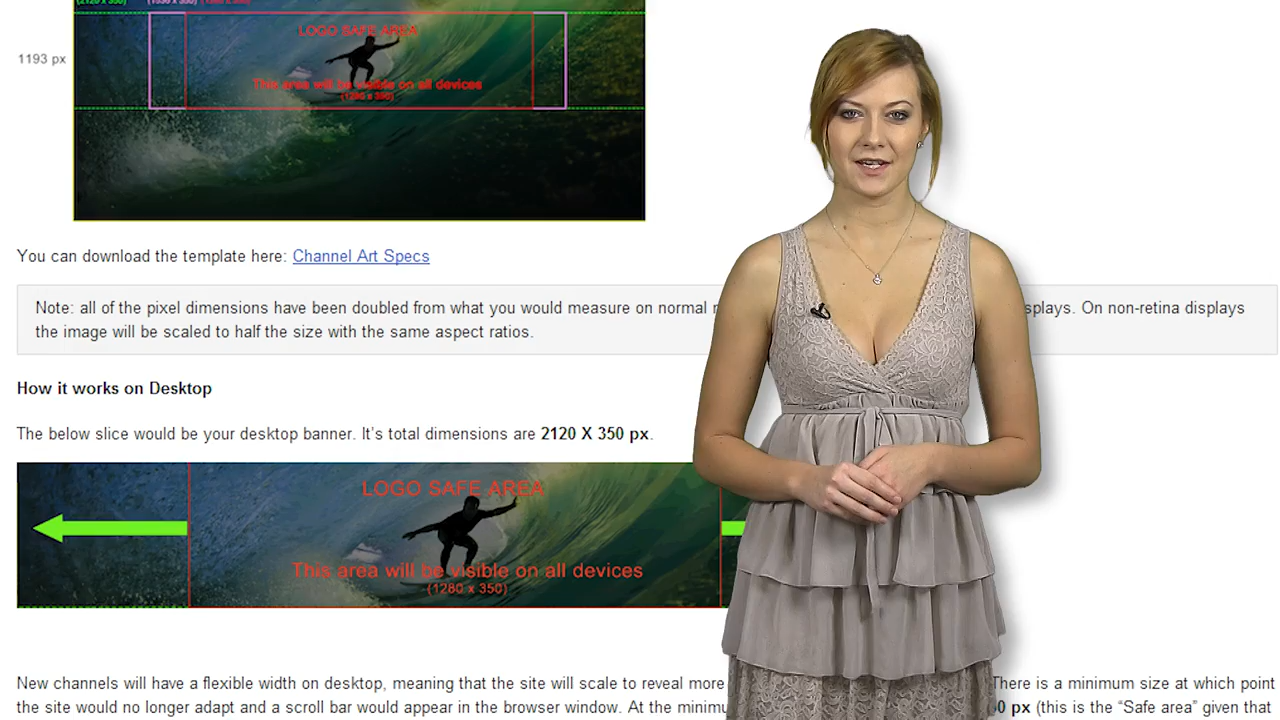 (2120 x 350) (1536 x 350)
LOGO SAFE AREA
1193 px
This area will be visible on all devices
(1280 x 350)
You can download the template here: Channel Art Specs
Note: all of the pixel dimensions have been doubled from what you would measure on normal displays. On non-retina displays
the image will be scaled to half the size with the same aspect ratios.
How it works on Desktop
The below slice would be your desktop banner. It's total dimensions are 2120 X 350 px.
LOGO SAFE AREA
This area will be visible on all devices
(1280 x 350)
New channels will have a flexible width on desktop, meaning that the site will scale to reveal more There is a minimum size at which point
the site would no longer adapt and a scroll bar would appear in the browser window. At the px (this is the “Safe area” given that